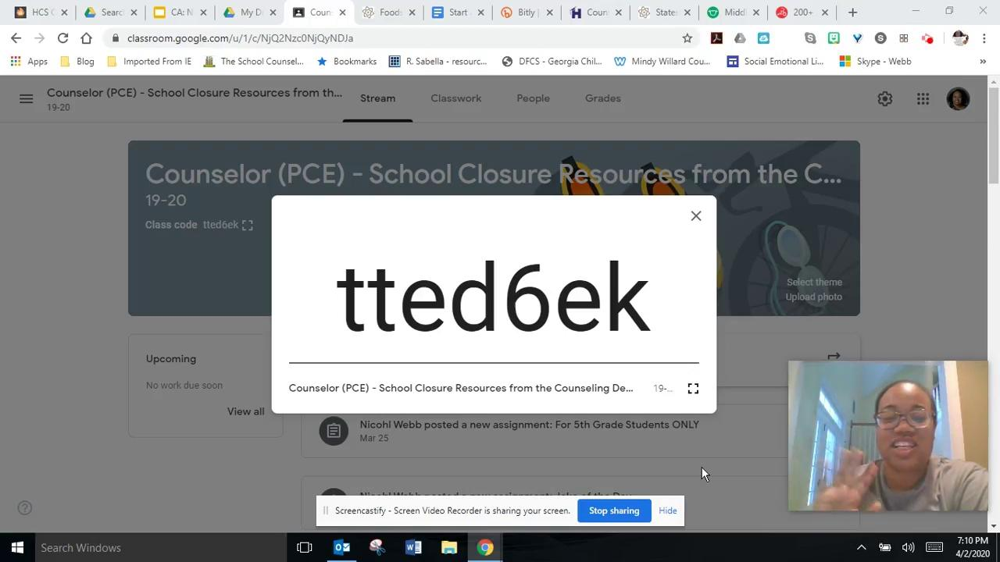 HCS C
Searc
CA: N
My D
Couns
Foods
Start
Bitly |
Coun
State
Middl
200+
classroom.google.com/u/1/c/NjQ2Nzc0NjQyNDJa
Apps
Blog
Imported From IE
The School Counsel...
Bookmarks
R. Sabella - resourc...
DFCS - Georgia Chil...
Mindy Willard Cou...
Social Emotional Li...
Skype - Webb
»
Counselor (PCE) - School Closure Resources from th...
19-20
Stream
Classwork
People
Grades
Counselor (PCE) - School Closure Resources from the C...
19-20
Class code tted6ek
tted6ek
Select theme
Upload photo
Upcoming
No work due soon
View all
Counselor (PCE) - School Closure Resources from the Counseling De...
19-...
Nicohl Webb posted a new assignment: For 5th Grade Students ONLY
Mar 25
Nicohl Webb posted a new assignment: Joke of the Day
Screencastify - Screen Video Recorder is sharing your screen.
Stop sharing
Hide
Search Windows
7:10 PM
4/2/2020